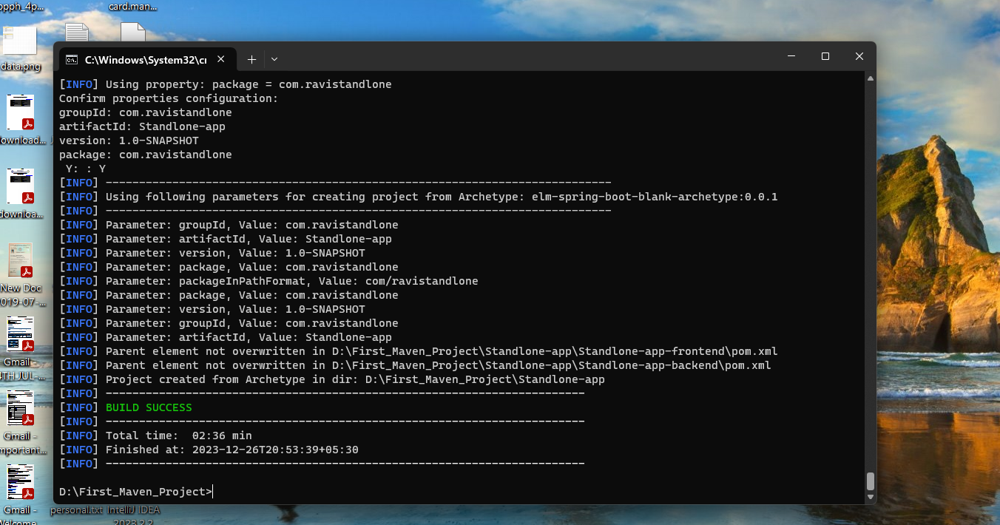 card.man...
data.png
C:\Windows\System32\cr
[INFO] Using property: package = com.ravistandlone
Confirm properties configuration:
groupId: com.ravistandlone
artifactId: Standlone-app
version: 1.0-SNAPSHOT
package: com.ravistandlone
Y: : Y
[INFO] ----------------------------------------------------------------------------
[INFO] Using following parameters for creating project from Archetype: elm-spring-boot-blank-archetype:0.0.1
[INFO] ----------------------------------------------------------------------------
[INFO] Parameter: groupId, Value: com.ravistandlone
[INFO] Parameter: artifactId, Value: Standlone-app
[INFO] Parameter: version, Value: 1.0-SNAPSHOT
[INFO] Parameter: package, Value: com.ravistandlone
[INFO] Parameter: packageInPathFormat, Value: com/ravistandlone
[INFO] Parameter: package, Value: com.ravistandlone
[INFO] Parameter: version, Value: 1.0-SNAPSHOT
[INFO] Parameter: groupId, Value: com.ravistandlone
[INFO] Parameter: artifactId, Value: Standlone-app
[INFO] Parent element not overwritten in D:\First_Maven_Project\Standlone-app\Standlone-app-frontend\pom.xml
[INFO] Parent element not overwritten in D:\First_Maven_Project\Standlone-app\Standlone-app-backend\pom.xml
[INFO] Project created from Archetype in dir: D:\First_Maven_Project\Standlone-app
[INFO] ------------------------------------------------------------------------
[INFO] BUILD SUCCESS
[INFO] ------------------------------------------------------------------------
[INFO] Total time:  02:36 min
[INFO] Finished at: 2023-12-26T20:53:39+05:30
[INFO] ------------------------------------------------------------------------
D:\First_Maven_Project>
ownload...
downloa...
New Doc
019-07-...
Gmail -
4TH JUL-...
Gmail -
mportant...
Gmail -
Welcome
personal.txt
IntelliJ IDEA
2023.2.2